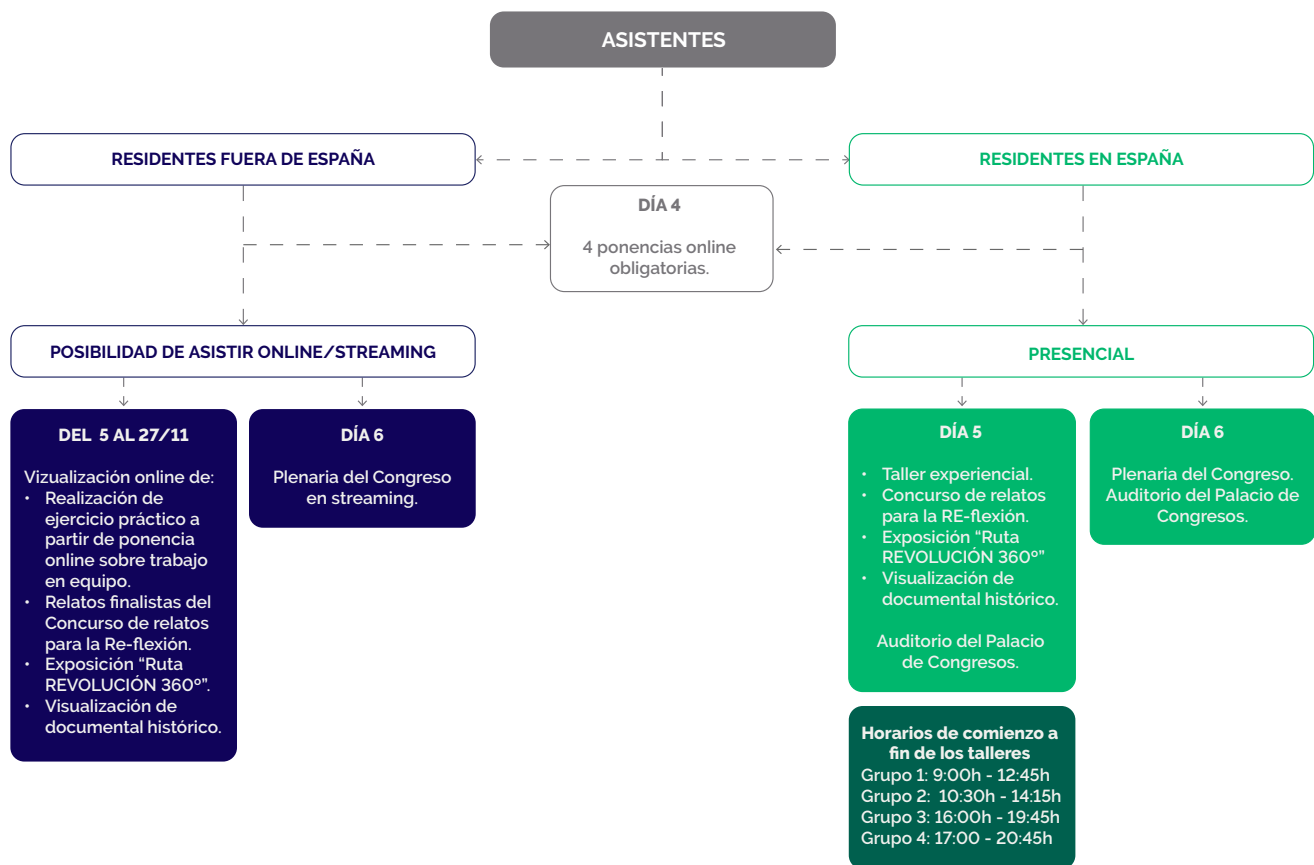 ASISTENTES
RESIDENTES FUERA DE ESPAÑA
RESIDENTES EN ESPAÑA
DÍA 4
4 ponencias online
obligatorias.
POSIBILIDAD DE ASISTIR ONLINE/STREAMING
PRESENCIAL
DEL 5 AL 27/11
Vizualización online de:
• Realización de
ejercicio práctico a
partir de ponencia
online sobre trabajo
en equipo.
• Relatos finalistas del
Concurso de relatos
para la Re-flexión.
• Exposición “Ruta
REVOLUCIÓN 360º”.
• Visualización de
documental histórico.
DÍA 6
Plenaria del Congreso
en streaming.
DÍA 5
• Taller experiencial.
• Concurso de relatos
para la RE-flexión.
• Exposición “Ruta
REVOLUCIÓN 360º”
• Visualización de
documental histórico.
Auditorio del Palacio
de Congresos.
DÍA 6
Plenaria del Congreso.
Auditorio del Palacio de
Congresos.
Horarios de comienzo a
fin de los talleres
Grupo 1: 9:00h - 12:45h
Grupo 2: 10:30h - 14:15h
Grupo 3: 16:00h - 19:45h
Grupo 4: 17:00 - 20:45h